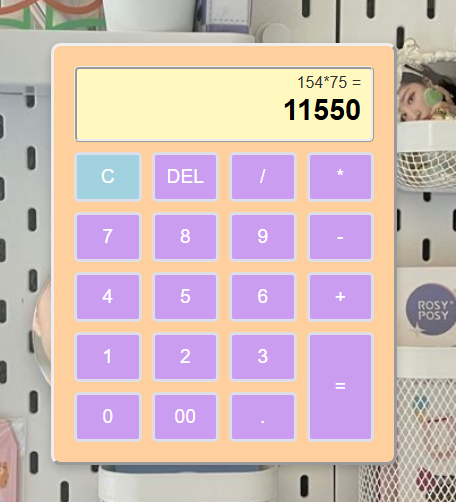 154*75 =
11550
C DEL / *
7 8 9 -
4 5 6 +
1 2 3
=
0 00 .
ROSY
POSY